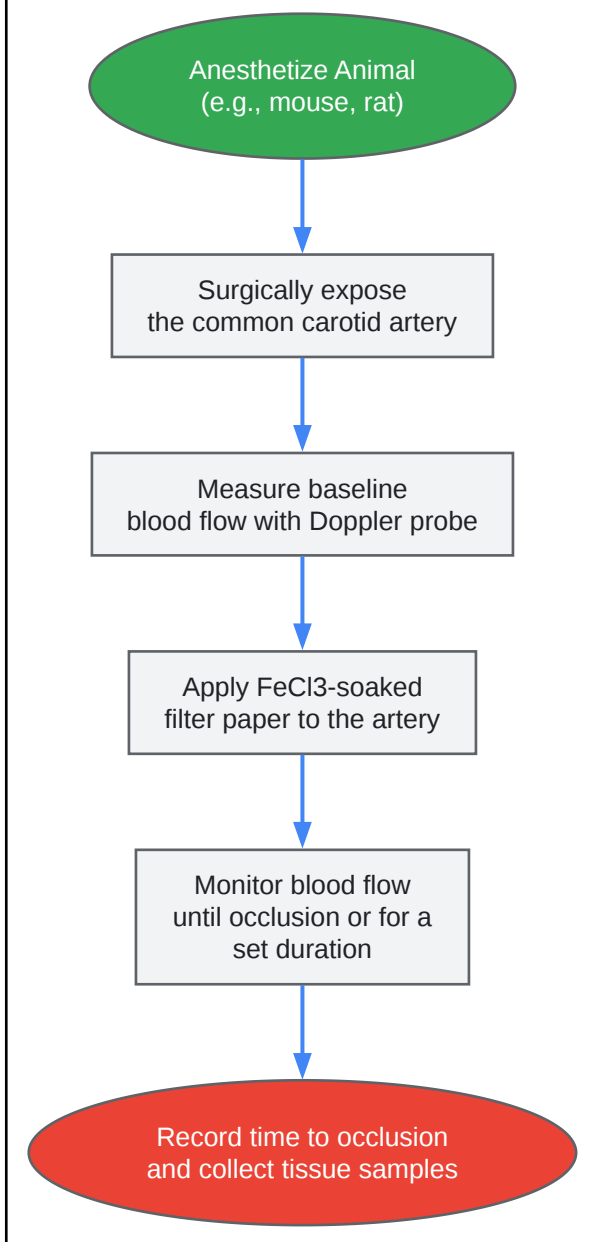 Anesthetize Animal
(e.g., mouse, rat)
Surgically expose
the common carotid artery
Measure baseline
blood flow with Doppler probe
Apply FeCl3-soaked
filter paper to the artery
Monitor blood flow
until occlusion or for a
set duration
Record time to occlusion
and collect tissue samples